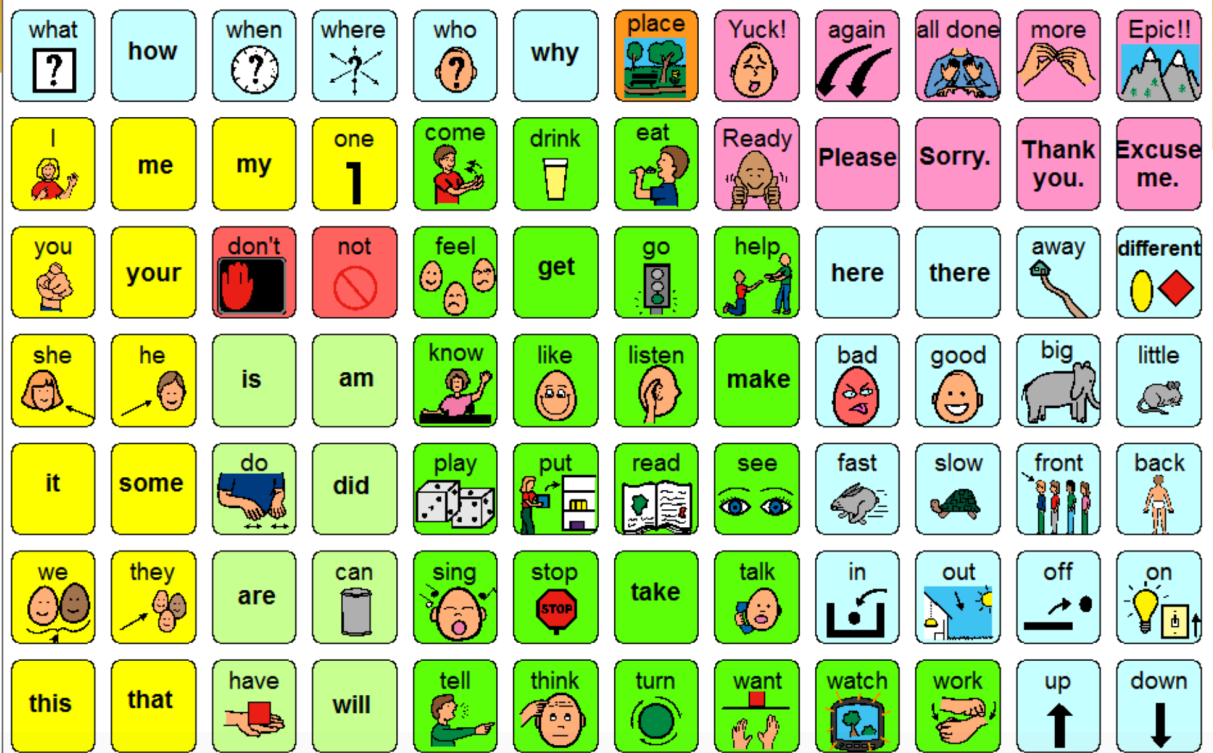 what how when where who why place Yuck! again all done more Epic!!
I me my one 1 come drink eat Ready Please Sorry. Thank you. Excuse me.
you your don't not feel get go help here there away different
she he is am know like listen make bad good big little
it some do did play put read see fast slow front back
we they are can sing stop STOP take talk in out off on
this that have will tell think turn want watch work up down